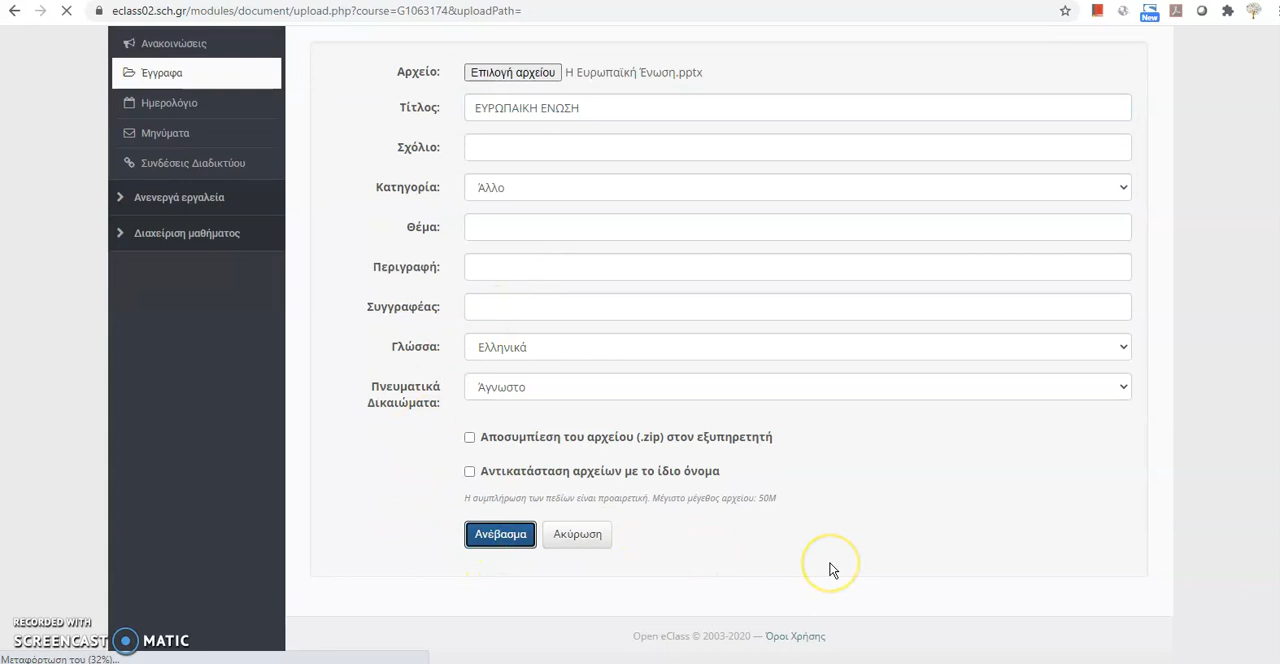 eclass02.sch.gr/modules/document/upload.php?course=G1063174&uploadPath=
New
Ανακοινώσεις
Έγγραφα
Ημερολόγιο
Μηνύματα
Συνδέσεις Διαδικτύου
Ανενεργά εργαλεία
Διαχείριση μαθήματος
Αρχείο: Επιλογή αρχείου Η Ευρωπαϊκή Ένωση.pptx
Τίτλος: ΕΥΡΩΠΑΙΚΗ ΕΝΩΣΗ
Σχόλιο:
Κατηγορία: Άλλο
Θέμα:
Περιγραφή:
Συγγραφέας:
Γλώσσα: Ελληνικά
Πνευματικά Δικαιώματα: Άγνωστο
Αποσυμπίεση του αρχείου (.zip) στον εξυπηρετητή
Αντικατάσταση αρχείων με το ίδιο όνομα
Η συμπλήρωση των πεδίων είναι προαιρετική. Μέγιστο μέγεθος αρχείου: 50M
Ανέβασμα Ακύρωση
Open eClass © 2003-2020 — Όροι Χρήσης
RECORDED WITH
SCREENCAST MATIC
Μεταφόρτωση του (32%)...